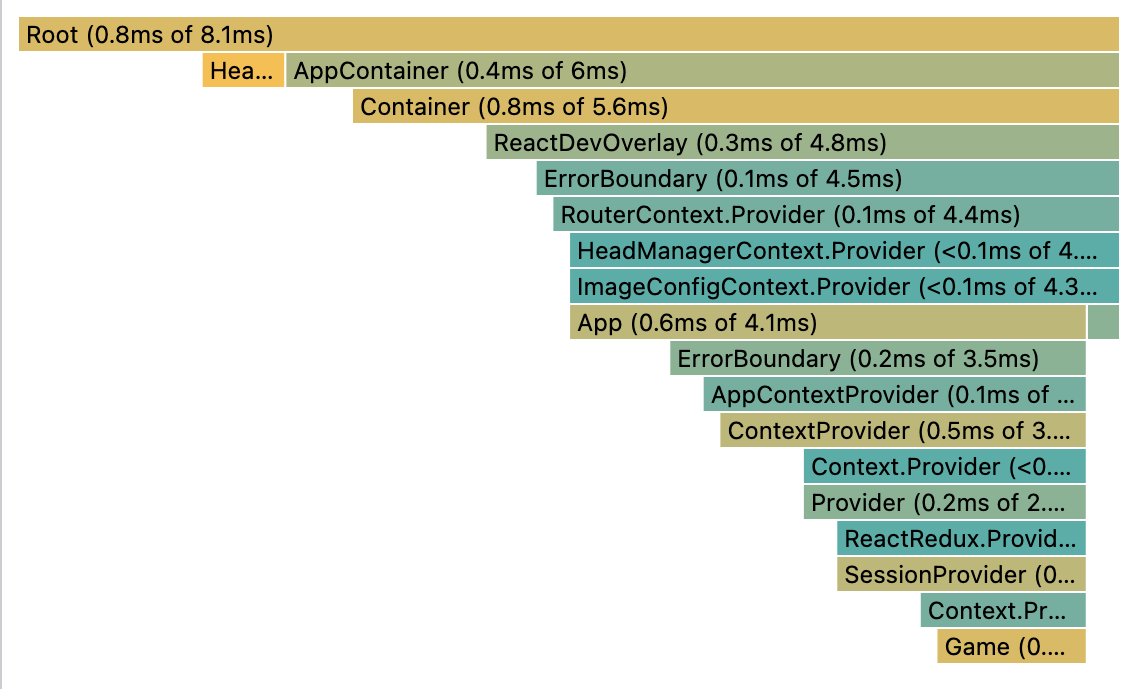 Root (0.8ms of 8.1ms)
Hea... AppContainer (0.4ms of 6ms)
Container (0.8ms of 5.6ms)
ReactDevOverlay (0.3ms of 4.8ms)
ErrorBoundary (0.1ms of 4.5ms)
RouterContext.Provider (0.1ms of 4.4ms)
HeadManagerContext.Provider (<0.1ms of 4....
ImageConfigContext.Provider (<0.1ms of 4.3...
App (0.6ms of 4.1ms)
ErrorBoundary (0.2ms of 3.5ms)
AppContextProvider (0.1ms of ...
ContextProvider (0.5ms of 3....
Context.Provider (<0....
Provider (0.2ms of 2....
ReactRedux.Provid...
SessionProvider (0...
Context.Pr...
Game (0....